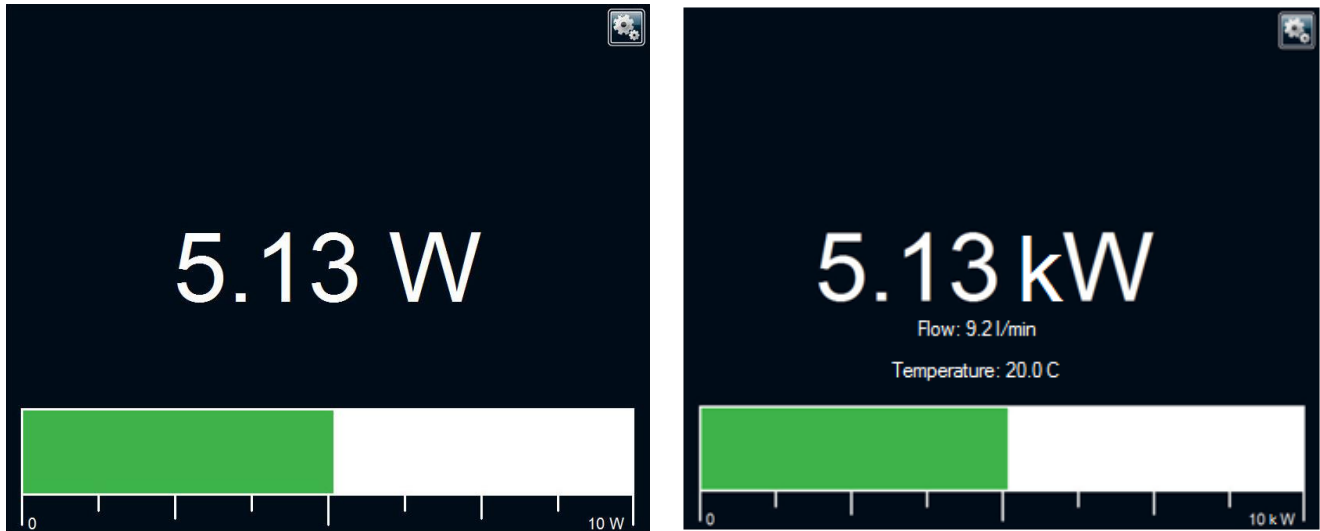 5.13 W
0
10 W
5.13 kW
Flow: 9.2 l/min
Temperature: 20.0 C
0
10 k W